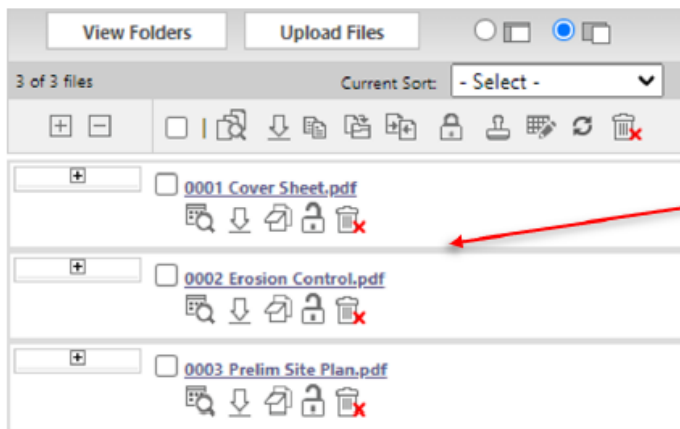 View Folders Upload Files
3 of 3 files Current Sort: - Select -
0001 Cover Sheet.pdf
0002 Erosion Control.pdf
0003 Prelim Site Plan.pdf